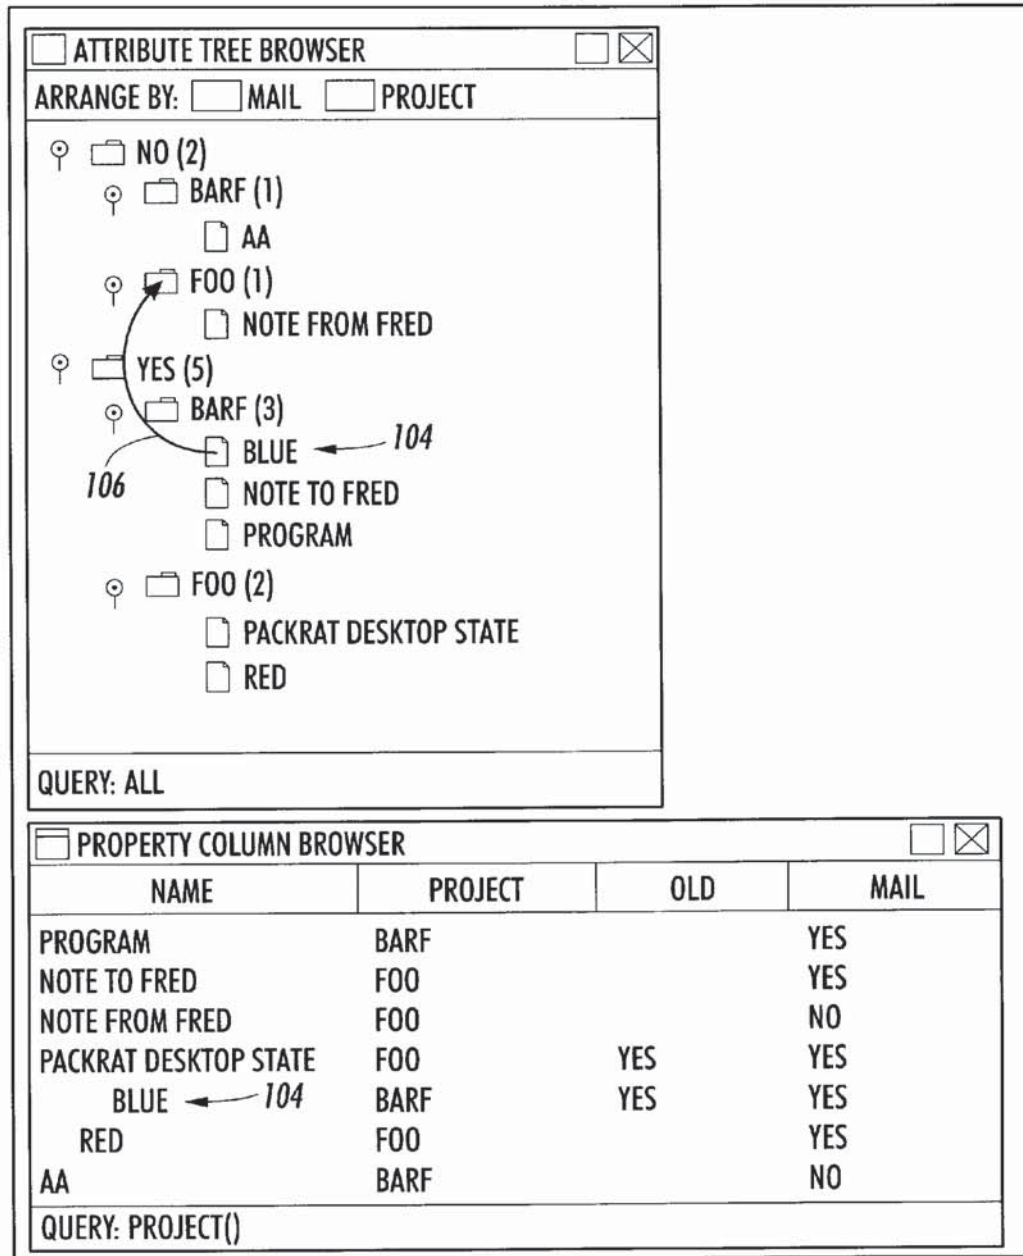 ATTRIBUTE TREE BROWSER
ARRANGE BY: MAIL PROJECT
NO (2)
BARF (1)
AA
FOO (1)
NOTE FROM FRED
YES (5)
BARF (3)
BLUE 104
106
NOTE TO FRED
PROGRAM
FOO (2)
PACKRAT DESKTOP STATE
RED
QUERY: ALL
PROPERTY COLUMN BROWSER
NAME PROJECT OLD MAIL
PROGRAM BARF YES
NOTE TO FRED FOO YES
NOTE FROM FRED FOO NO
PACKRAT DESKTOP STATE FOO YES YES
BLUE 104 BARF YES YES
RED FOO YES
AA BARF NO
QUERY: PROJECT()